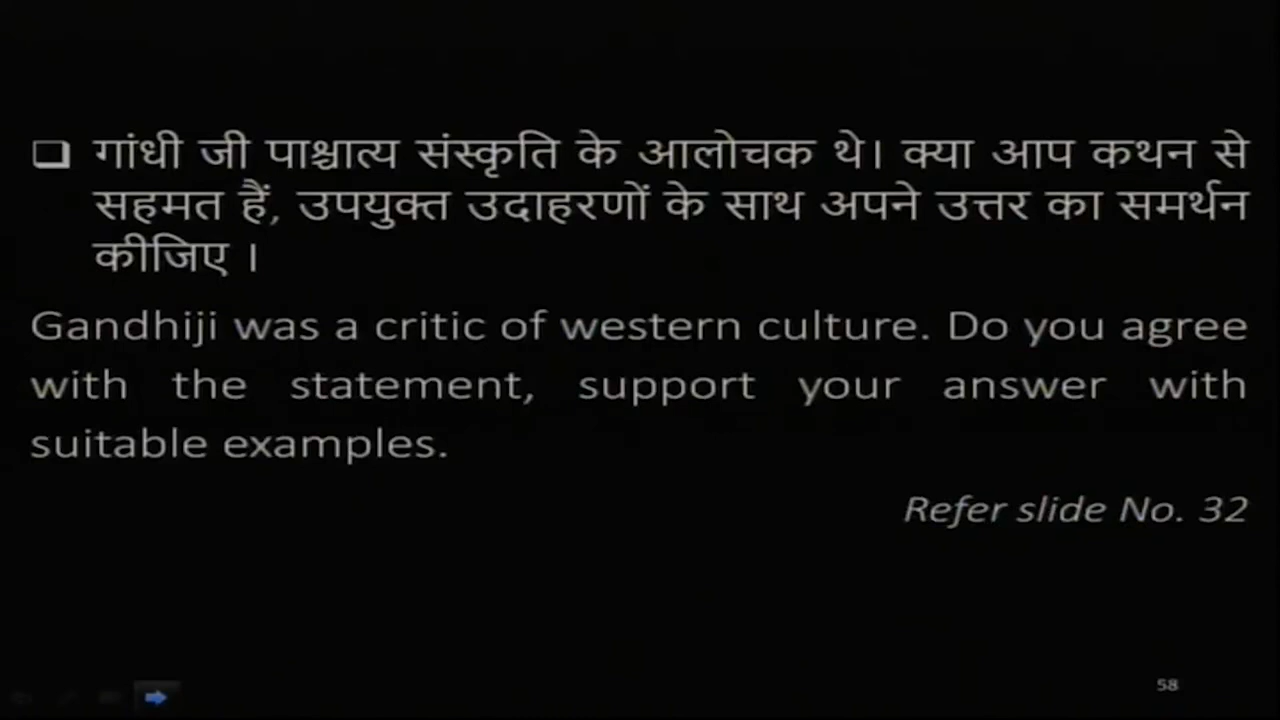 ❑ गांधी जी पाश्चात्य संस्कृति के आलोचक थे। क्या आप कथन से
सहमत हैं, उपयुक्त उदाहरणों के साथ अपने उत्तर का समर्थन
कीजिए ।
Gandhiji was a critic of western culture. Do you agree
with the statement, support your answer with
suitable examples.
Refer slide No. 32
58